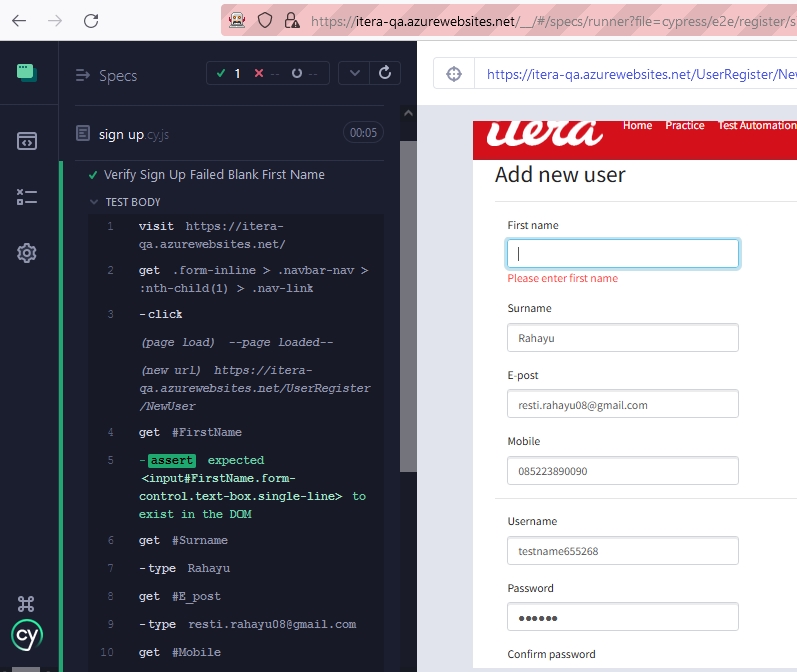 https://itera-qa.azurewebsites.net/__/#/specs/runner?file=cypress/e2e/register/s
Specs
1 -- --
https://itera-qa.azurewebsites.net/UserRegister/New
sign up.cy.js 00:05
Verify Sign Up Failed Blank First Name
TEST BODY
1 visit https://itera-
qa.azurewebsites.net/
2 get .form-inline > .navbar-nav >
:nth-child(1) > .nav-link
3 -click
(page load) --page loaded--
(new url) https://itera-
qa.azurewebsites.net/UserRegister
/NewUser
4 get #FirstName
5 -assert expected
<input#FirstName.form-
control.text-box.single-line> to
exist in the DOM
6 get #Surname
7 -type Rahayu
8 get #E_post
9 -type resti.rahayu08@gmail.com
10 get #Mobile
cy
itera Home Practice Test Automation
Add new user
First name
Please enter first name
Surname
Rahayu
E-post
resti.rahayu08@gmail.com
Mobile
085223890090
Username
testname655268
Password
••••••
Confirm password